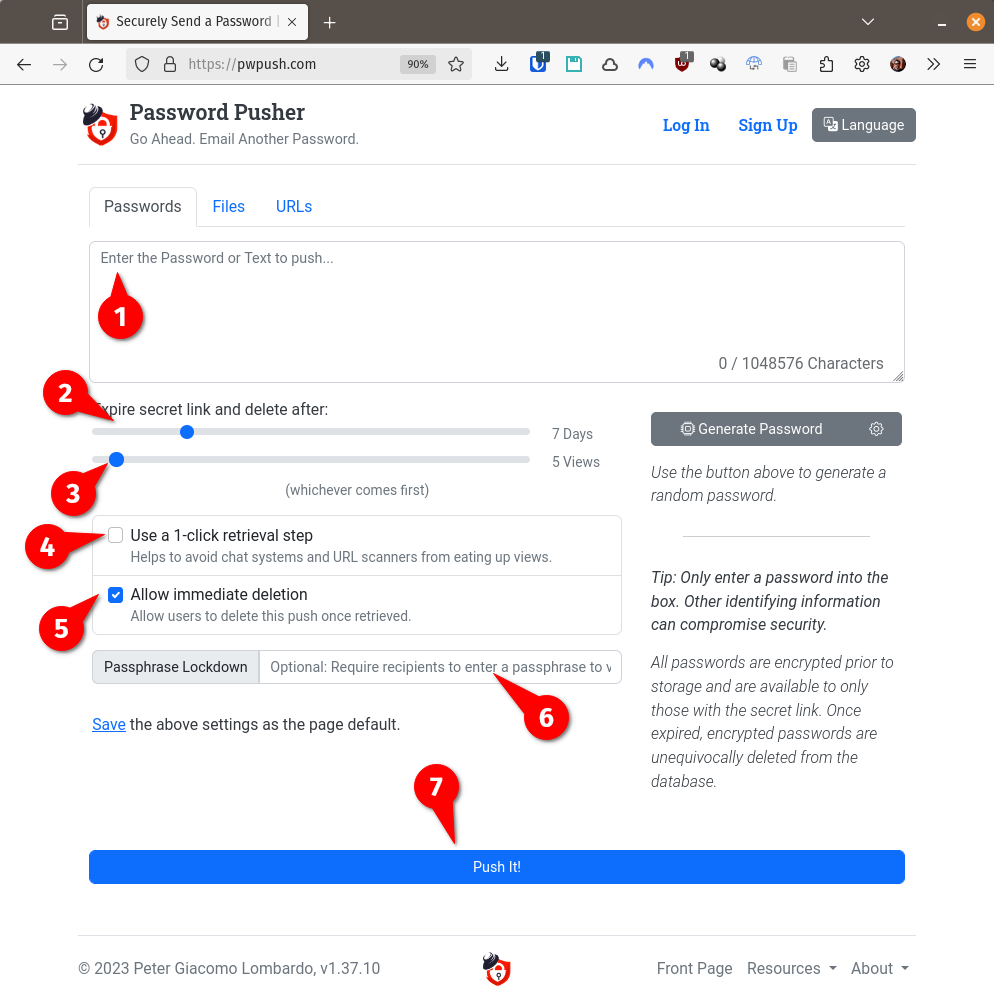 Securely Send a Password |
https://pwpush.com
90%
1
1
Password Pusher
Go Ahead. Email Another Password.
Log In
Sign Up
Language
Passwords
Files
URLs
Enter the Password or Text to push...
1
0 / 1048576 Characters
2
Expire secret link and delete after:
7 Days
3
5 Views
(whichever comes first)
4
Use a 1-click retrieval step
Helps to avoid chat systems and URL scanners from eating up views.
5
Allow immediate deletion
Allow users to delete this push once retrieved.
Passphrase Lockdown
Optional: Require recipients to enter a passphrase to v
6
Save the above settings as the page default.
Generate Password
Use the button above to generate a
random password.
Tip: Only enter a password into the
box. Other identifying information
can compromise security.
All passwords are encrypted prior to
storage and are available to only
those with the secret link. Once
expired, encrypted passwords are
unequivocally deleted from the
database.
7
Push It!
© 2023 Peter Giacomo Lombardo, v1.37.10
Front Page
Resources
About